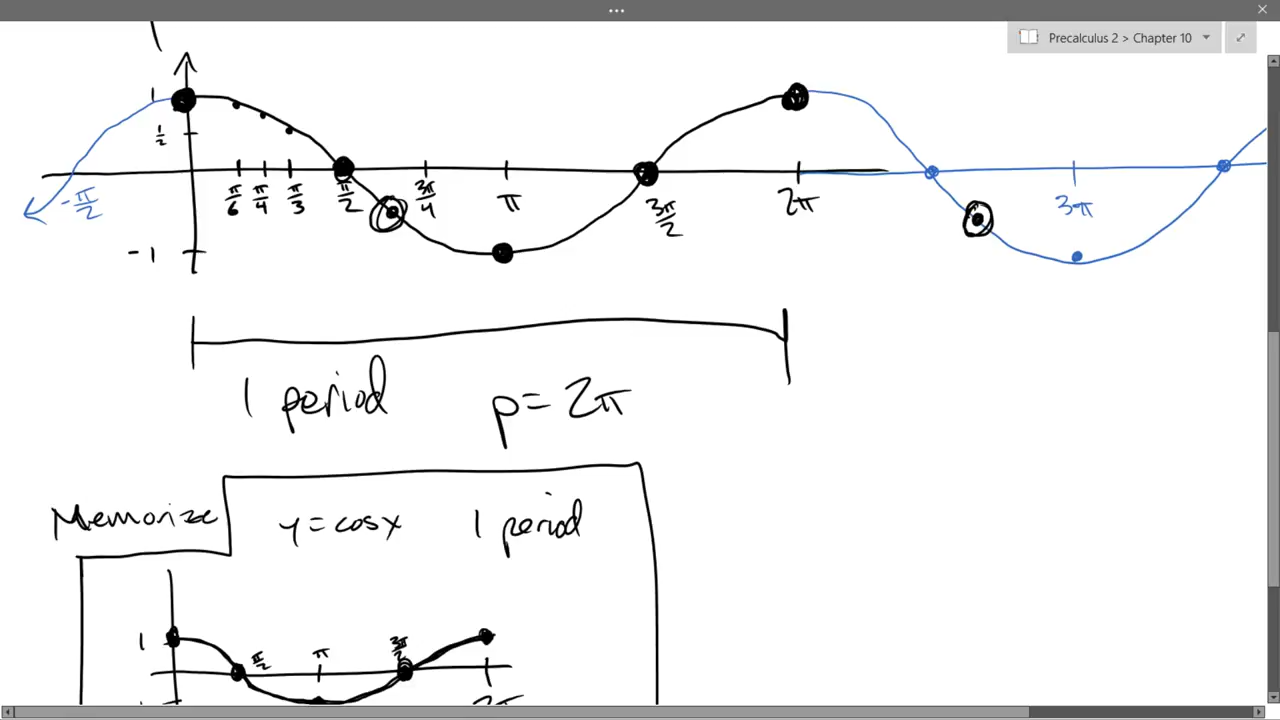 Precalculus 2 > Chapter 10
1
1/2
-π/2 π/6 π/4 π/3 π/2 3π/4 π 3π/2 2π 3π
-1
1 period p = 2π
Memorize y = cosx 1 period
1 π/2 π 3π/2